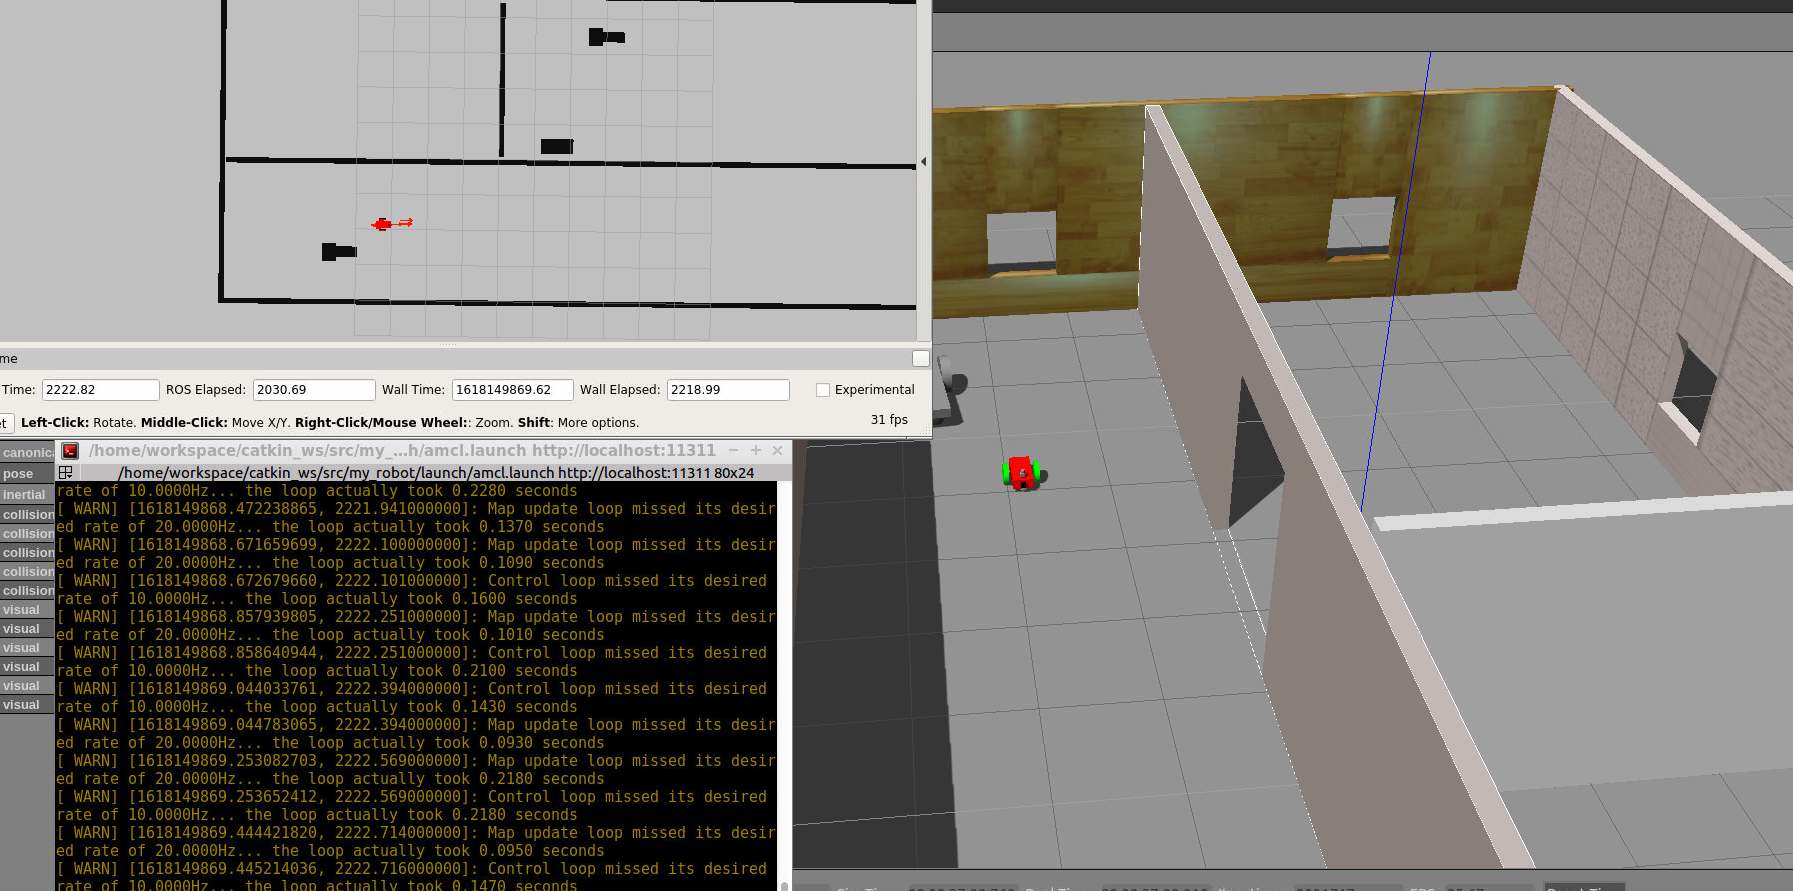 me
Time: 2222.82 ROS Elapsed: 2030.69 Wall Time: 1618149869.62 Wall Elapsed: 2218.99 Experimental
et Left-Click: Rotate. Middle-Click: Move X/Y. Right-Click/Mouse Wheel:: Zoom. Shift: More options. 31 fps
canonic
pose
inertial
collision
collision
collision
collision
collision
visual
visual
visual
visual
visual
visual
/home/workspace/catkin_ws/src/my_...h/amcl.launch http://localhost:11311
/home/workspace/catkin_ws/src/my_robot/launch/amcl.launch http://localhost:11311 80x24
rate of 10.0000Hz... the loop actually took 0.2280 seconds
[ WARN] [1618149868.472238865, 2221.941000000]: Map update loop missed its desir
ed rate of 20.0000Hz... the loop actually took 0.1370 seconds
[ WARN] [1618149868.671659699, 2222.100000000]: Map update loop missed its desir
ed rate of 20.0000Hz... the loop actually took 0.1090 seconds
[ WARN] [1618149868.672679660, 2222.101000000]: Control loop missed its desired
rate of 10.0000Hz... the loop actually took 0.1600 seconds
[ WARN] [1618149868.857939805, 2222.251000000]: Map update loop missed its desir
ed rate of 20.0000Hz... the loop actually took 0.1010 seconds
[ WARN] [1618149868.858640944, 2222.251000000]: Control loop missed its desired
rate of 10.0000Hz... the loop actually took 0.2100 seconds
[ WARN] [1618149869.044033761, 2222.394000000]: Control loop missed its desired
rate of 10.0000Hz... the loop actually took 0.1430 seconds
[ WARN] [1618149869.044783065, 2222.394000000]: Map update loop missed its desir
ed rate of 20.0000Hz... the loop actually took 0.0930 seconds
[ WARN] [1618149869.253082703, 2222.569000000]: Map update loop missed its desir
ed rate of 20.0000Hz... the loop actually took 0.2180 seconds
[ WARN] [1618149869.253652412, 2222.569000000]: Control loop missed its desired
rate of 10.0000Hz... the loop actually took 0.2180 seconds
[ WARN] [1618149869.444421820, 2222.714000000]: Map update loop missed its desir
ed rate of 20.0000Hz... the loop actually took 0.0950 seconds
[ WARN] [1618149869.445214036, 2222.716000000]: Control loop missed its desired
rate of 10.0000Hz... the loop actually took 0.1470 seconds